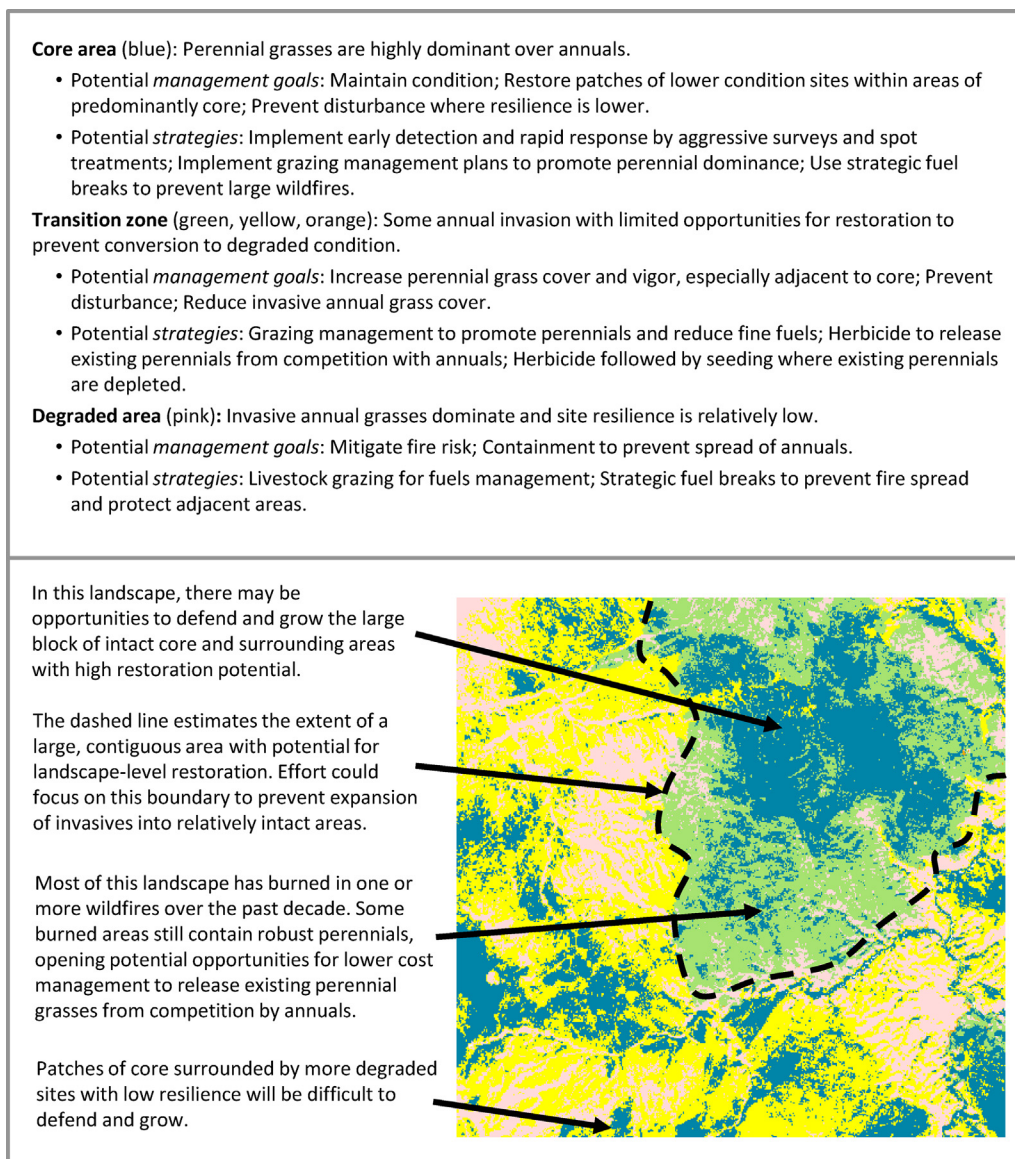 Core area (blue): Perennial grasses are highly dominant over annuals.
• Potential management goals: Maintain condition; Restore patches of lower condition sites within areas of
predominantly core; Prevent disturbance where resilience is lower.
• Potential strategies: Implement early detection and rapid response by aggressive surveys and spot
treatments; Implement grazing management plans to promote perennial dominance; Use strategic fuel
breaks to prevent large wildfires.
Transition zone (green, yellow, orange): Some annual invasion with limited opportunities for restoration to
prevent conversion to degraded condition.
• Potential management goals: Increase perennial grass cover and vigor, especially adjacent to core; Prevent
disturbance; Reduce invasive annual grass cover.
• Potential strategies: Grazing management to promote perennials and reduce fine fuels; Herbicide to release
existing perennials from competition with annuals; Herbicide followed by seeding where existing perennials
are depleted.
Degraded area (pink): Invasive annual grasses dominate and site resilience is relatively low.
• Potential management goals: Mitigate fire risk; Containment to prevent spread of annuals.
• Potential strategies: Livestock grazing for fuels management; Strategic fuel breaks to prevent fire spread
and protect adjacent areas.
In this landscape, there may be
opportunities to defend and grow the large
block of intact core and surrounding areas
with high restoration potential.
The dashed line estimates the extent of a
large, contiguous area with potential for
landscape-level restoration. Effort could
focus on this boundary to prevent expansion
of invasives into relatively intact areas.
Most of this landscape has burned in one or
more wildfires over the past decade. Some
burned areas still contain robust perennials,
opening potential opportunities for lower cost
management to release existing perennial
grasses from competition by annuals.
Patches of core surrounded by more degraded
sites with low resilience will be difficult to
defend and grow.